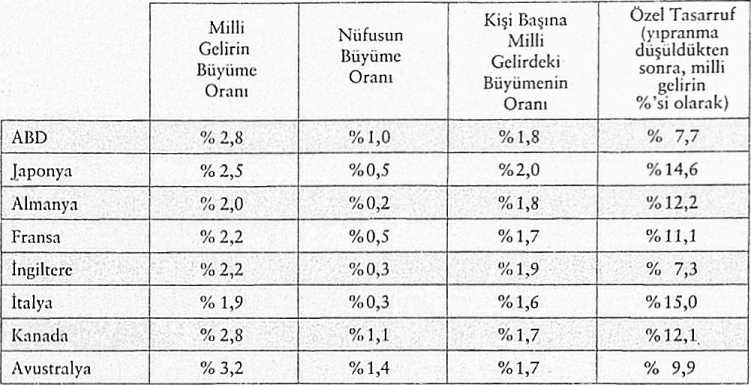 Milli Gelirin Büyüme Oranı | Nüfusun Büyüme Oranı | Kişi Başına Milli Gelirdeki Büyümenin Oranı | Özel Tasarruf (yıpranma düşüldükten sonra, milli gelirin %'si olarak)
ABD | % 2,8 | %1,0 | %1,8 | % 7,7
Japonya | % 2,5 | %0,5 | %2,0 | %14,6
Almanya | % 2,0 | %0,2 | %1,8 | %12,2
Fransa | % 2,2 | %0,5 | %1,7 | %11,1
İngiltere | % 2,2 | %0,3 | %1,9 | % 7,3
İtalya | % 1,9 | %0,3 | %1,6 | %15,0
Kanada | % 2,8 | %1,1 | %1,7 | %12,1
Avustralya | % 3,2 | %1,4 | %1,7 | % 9,9